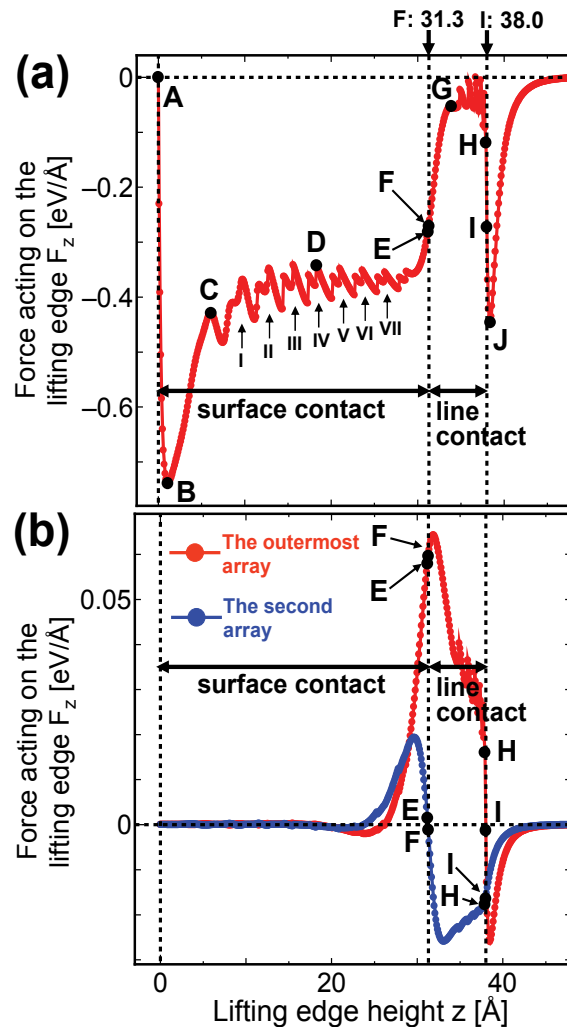 F: 31.3 I: 38.0
(a)
Force acting on the
lifting edge Fz [eV/Å]
0
−0.2
−0.4
−0.6
A
B
C
D
E
F
G
H
I
J
I
II
III
IV
V
VI
VII
surface contact
line
contact
(b)
Force acting on the
lifting edge Fz [eV/Å]
0.05
0
The outermost
array
The second
array
F
E
surface contact
line
contact
H
E
F
I
I
H
0 20 40
Lifting edge height z [Å]